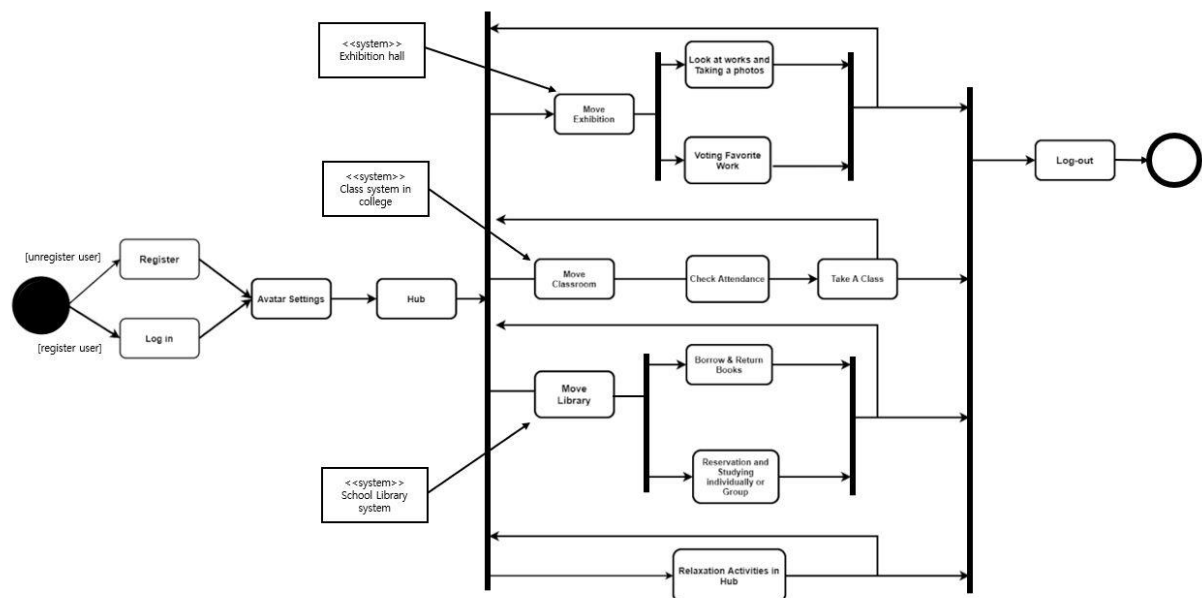 <<system>>
Exhibition hall
Look at works and
Taking a photos
Move
Exhibition
Voting Favorite
Work
Log-out
<<system>>
Class system in
college
[unregister user]
Register
Move
Classroom
Check Attendance
Take A Class
Avatar Settings
Hub
Log in
[register user]
Borrow & Return
Books
Move
Library
Reservation and
Studying
individually or
Group
<<system>>
School Library
system
Relaxation Activities in
Hub